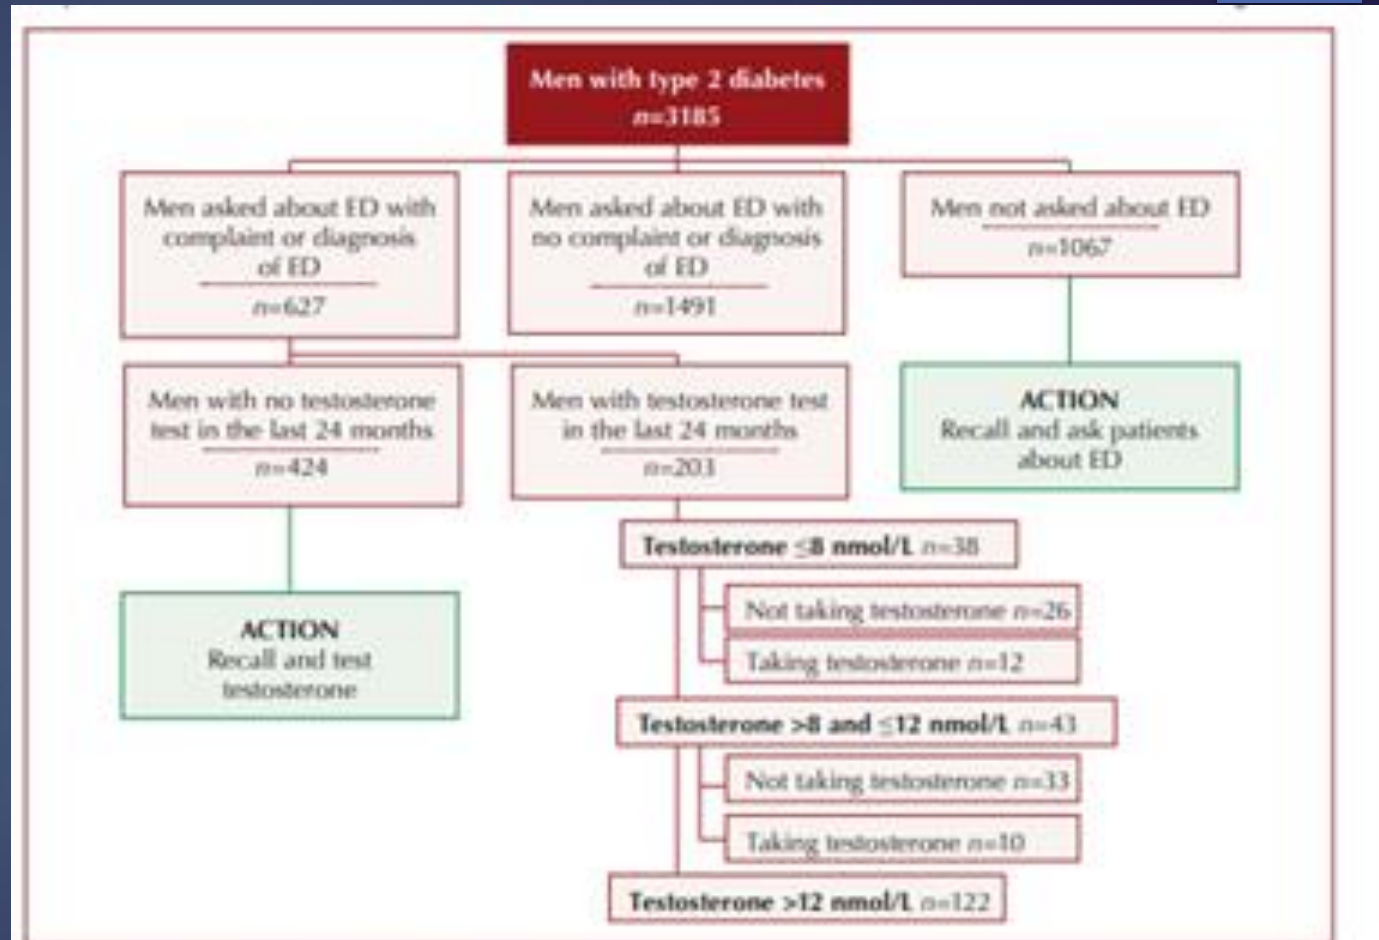 Men with type 2 diabetes
n=3185
Men asked about ED with
complaint or diagnosis
of ED
n=627
Men asked about ED with
no complaint or diagnosis
of ED
n=1491
Men not asked about ED
n=1067
Men with no testosterone
test in the last 24 months
n=424
Men with testosterone test
in the last 24 months
n=203
ACTION
Recall and ask patients
about ED
Testosterone ≤8 nmol/L n=38
Not taking testosterone n=26
Taking testosterone n=12
ACTION
Recall and test
testosterone
Testosterone >8 and ≤12 nmol/L n=43
Not taking testosterone n=33
Taking testosterone n=10
Testosterone >12 nmol/L n=122